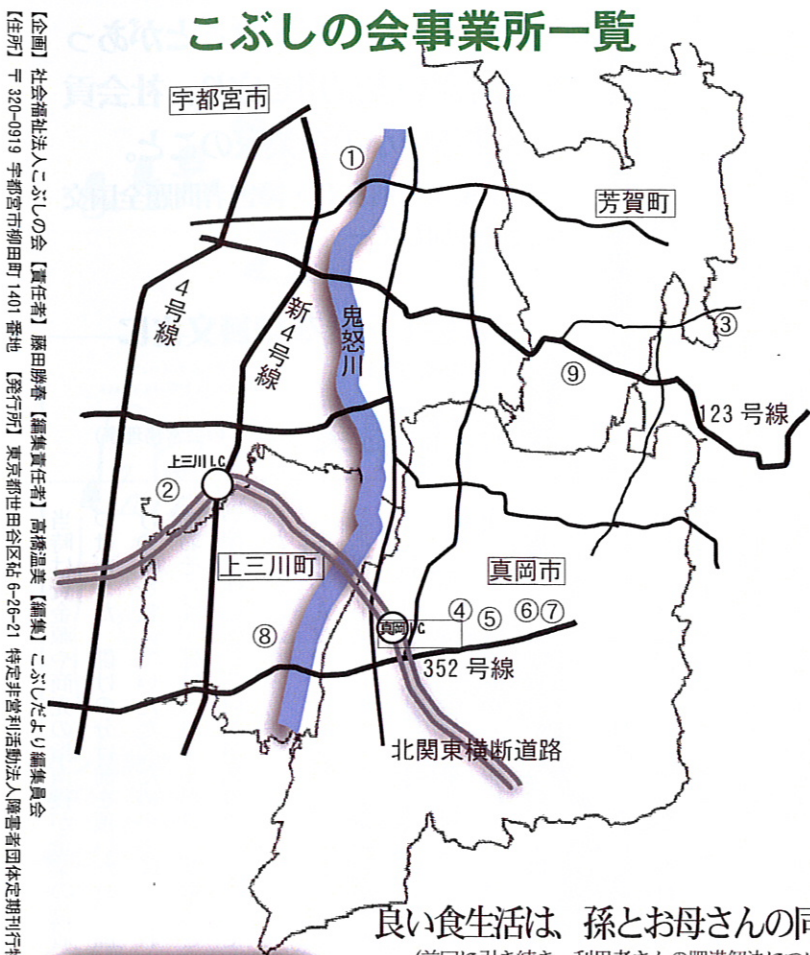 こぶしの会事業所一覧
【企画】 社会福祉法人こぶしの会 【責任者】 藤田勝春 【編集責任者】 高橋温美 【編集】 こぶしだより編集員会
【住所】 〒320-0919 宇都宮市柳田町 1401 番地 【発行所】 東京都世田谷区砧 6-26-21 特定非営利活動法人障害者団体定期刊行
宇都宮市
①
芳賀町
4号線
新4号線
鬼怒川
③
⑨
123 号線
上三川 I.C
②
上三川町
真岡市
真岡 I.C
④
⑤
⑥
⑦
⑧
352 号線
北関東横断道路
良い食生活は、孫とお母さんの同